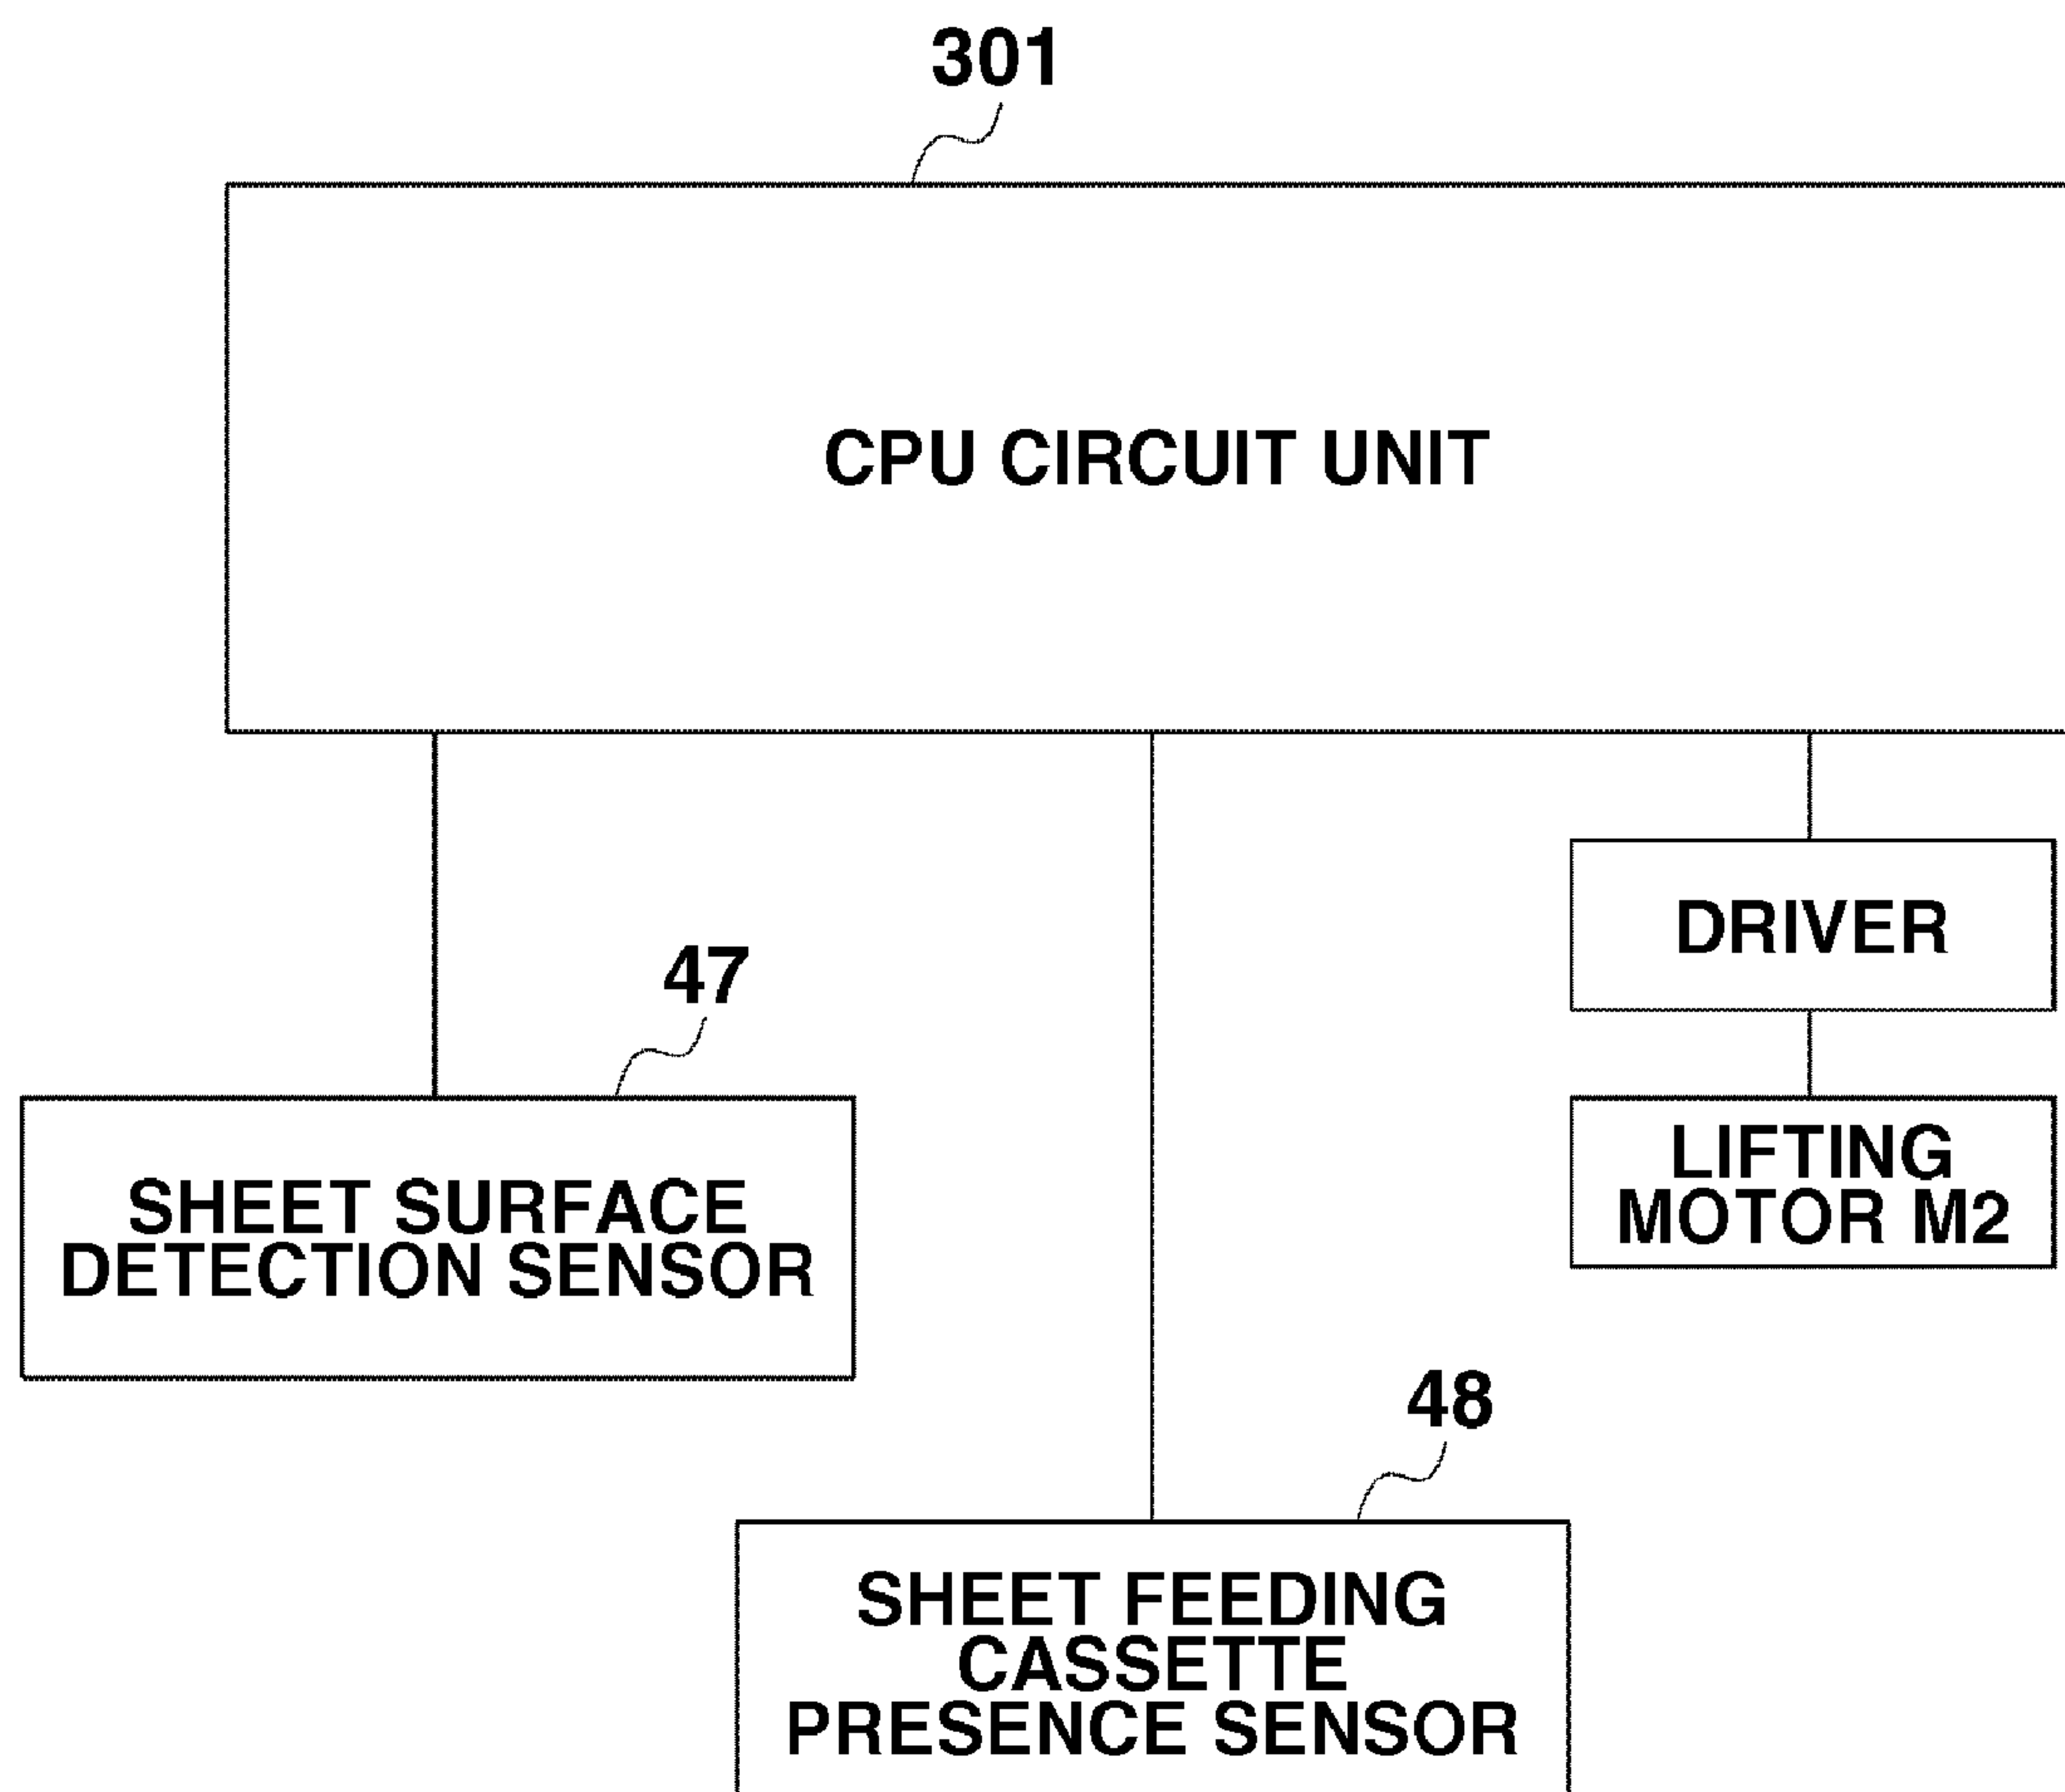 301
CPU CIRCUIT UNIT
DRIVER
47
LIFTING
MOTOR M2
SHEET SURFACE
DETECTION SENSOR
48
SHEET FEEDING
CASSETTE
PRESENCE SENSOR